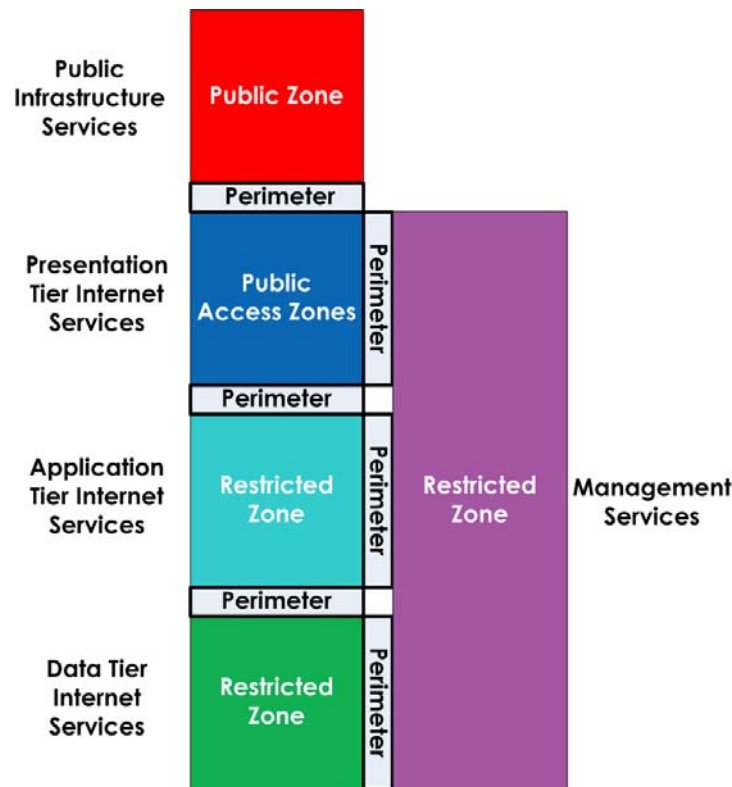 Public
Infrastructure
Services
Public Zone
Perimeter
Presentation
Tier Internet
Services
Public
Access Zones
Perimeter
Perimeter
Application
Tier Internet
Services
Restricted
Zone
Perimeter
Restricted
Zone
Management
Services
Perimeter
Data Tier
Internet
Services
Restricted
Zone
Perimeter